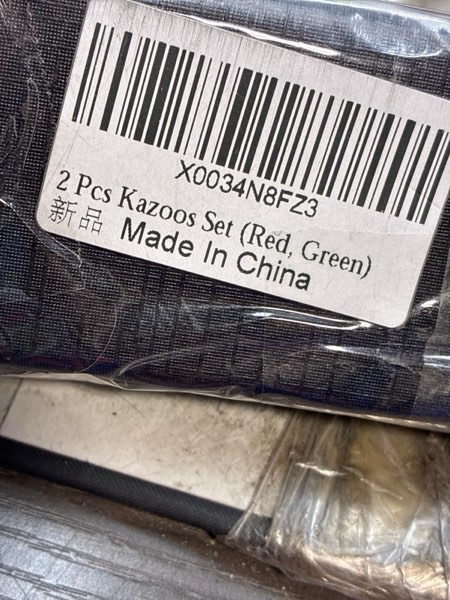 X0034N8FZ3
2 Pcs Kazoos Set (Red, Green)
新品 Made In China